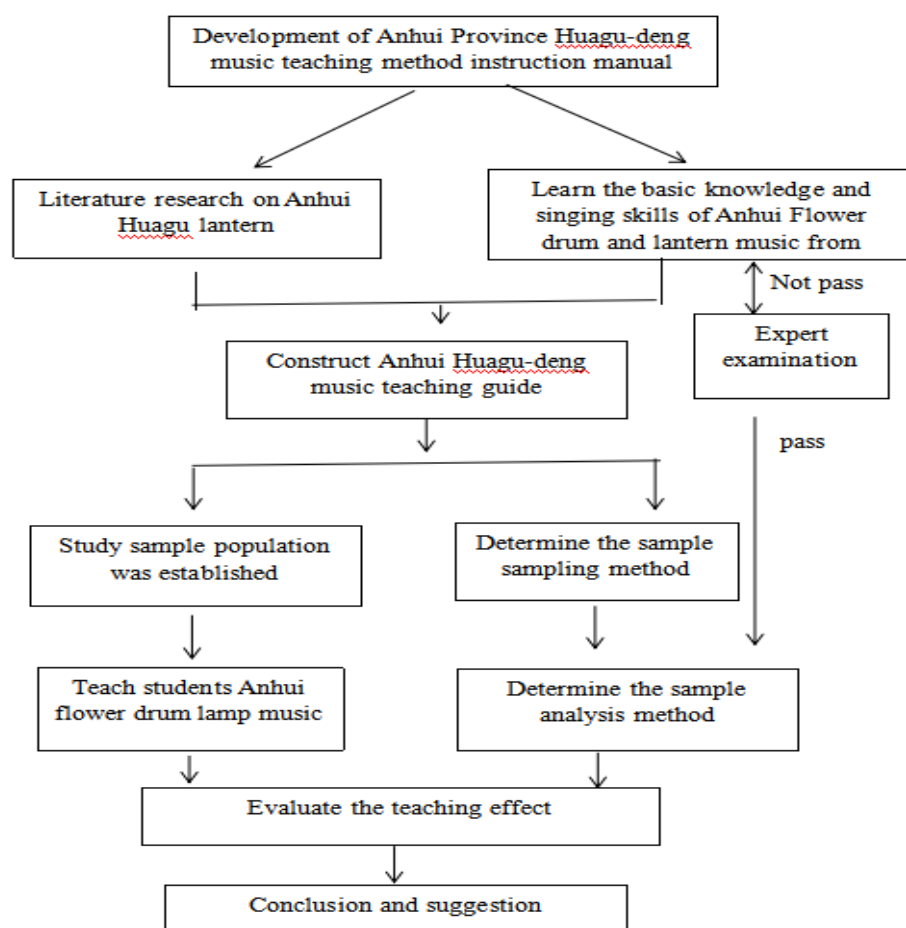 Development of Anhui Province Huagu-deng
music teaching method instruction manual
Literature research on Anhui
Huagu lantern
Learn the basic knowledge and
singing skills of Anhui Flower
drum and lantern music from
Not pass
Expert
examination
Construct Anhui Huagu-deng
music teaching guide
pass
Study sample population
was established
Determine the sample
sampling method
Teach students Anhui
flower drum lamp music
Determine the sample
analysis method
Evaluate the teaching effect
Conclusion and suggestion